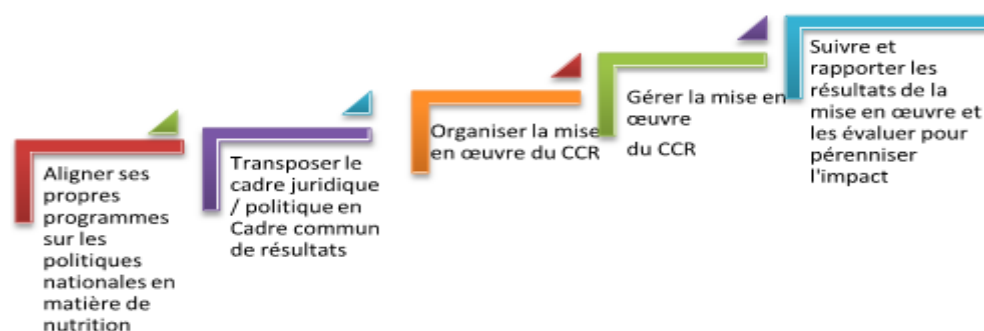 Aligner ses
propres
programmes
sur les
politiques
nationales en
matière de
nutrition
Transposer le
cadre juridique
/ politique en
Cadre commun
de résultats
Organiser la mise
en œuvre du CCR
Gérer la mise en
œuvre
du CCR
Suivre et
rapporter les
résultats de la
mise en œuvre et
les évaluer pour
pérenniser
l'impact